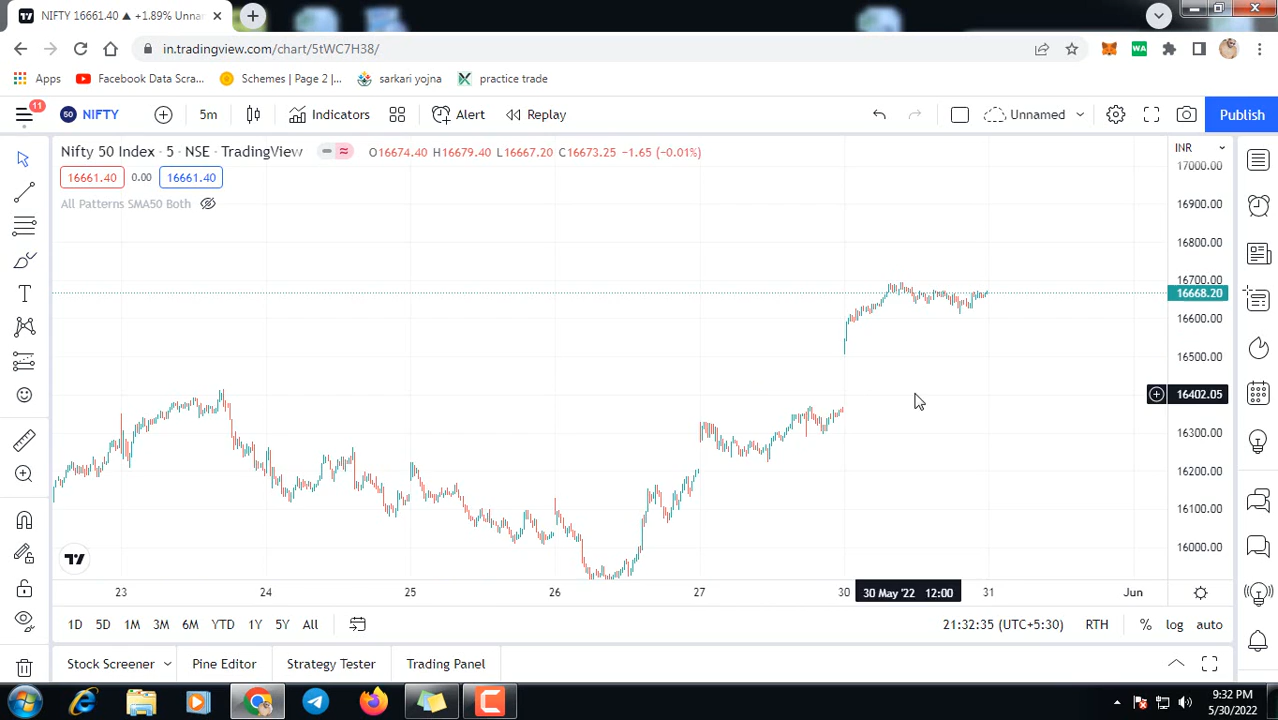 NIFTY 16661.40 ▲ +1.89% Unna
in.tradingview.com/chart/5tWC7H38/
WA
Apps
Facebook Data Scra...
Schemes | Page 2 |...
sarkari yojna
practice trade
11
50 NIFTY
5m
Indicators
Alert
Replay
Unnamed
Publish
Nifty 50 Index · 5 · NSE · TradingView
O16674.40 H16679.40 L16667.20 C16673.25 −1.65 (−0.01%)
INR
16661.40
0.00
16661.40
All Patterns SMA50 Both
17000.00
16900.00
16800.00
16700.00
16668.20
16600.00
16500.00
16402.05
16300.00
16200.00
16100.00
16000.00
23
24
25
26
27
30
30 May '22 12:00
31
Jun
1D
5D
1M
3M
6M
YTD
1Y
5Y
All
21:32:35 (UTC+5:30)
RTH
%
log
auto
Stock Screener
Pine Editor
Strategy Tester
Trading Panel
9:32 PM
5/30/2022